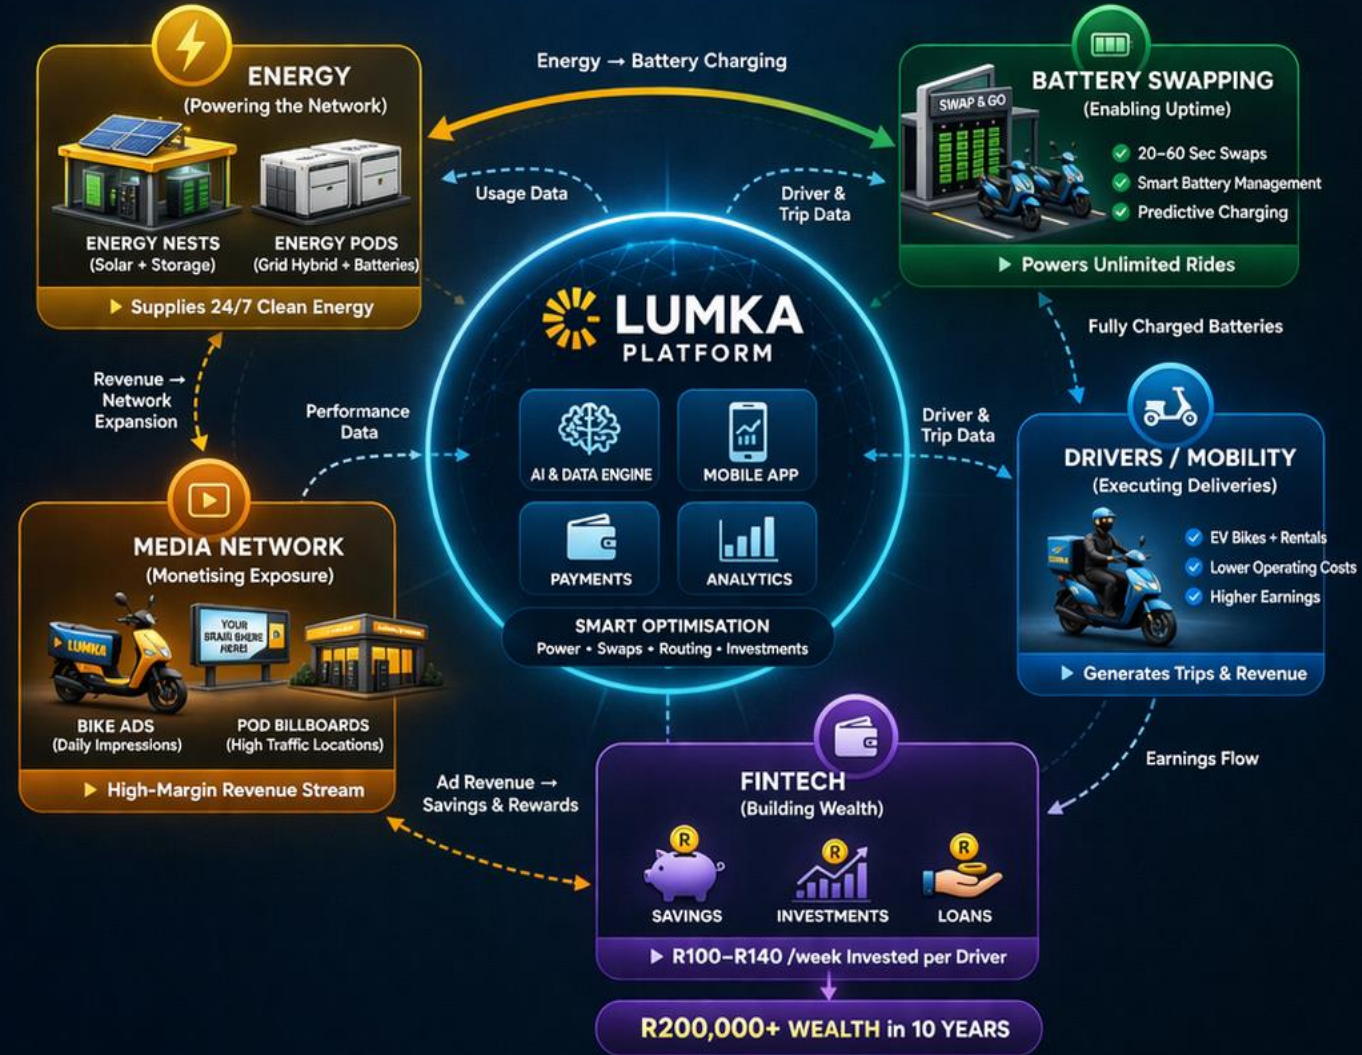 ENERGY
(Powering the Network)
ENERGY NESTS
(Solar + Storage)
ENERGY PODS
(Grid Hybrid + Batteries)
▶ Supplies 24/7 Clean Energy
Energy → Battery Charging
Usage Data
Driver &
Trip Data
BATTERY SWAPPING
(Enabling Uptime)
SWAP & GO
20–60 Sec Swaps
Smart Battery Management
Predictive Charging
▶ Powers Unlimited Rides
Fully Charged Batteries
Revenue →
Network
Expansion
Performance
Data
LUMKA
PLATFORM
AI & DATA ENGINE
MOBILE APP
PAYMENTS
ANALYTICS
SMART OPTIMISATION
Power • Swaps • Routing • Investments
Driver &
Trip Data
DRIVERS / MOBILITY
(Executing Deliveries)
EV Bikes + Rentals
Lower Operating Costs
Higher Earnings
▶ Generates Trips & Revenue
MEDIA NETWORK
(Monetising Exposure)
LUMKA
YOUR
HERE!
BIKE ADS
(Daily Impressions)
POD BILLBOARDS
(High Traffic Locations)
▶ High-Margin Revenue Stream
Ad Revenue →
Savings & Rewards
Earnings Flow
FINTECH
(Building Wealth)
R
R
R
SAVINGS
INVESTMENTS
LOANS
▶ R100–R140 /week Invested per Driver
R200,000+ WEALTH in 10 YEARS